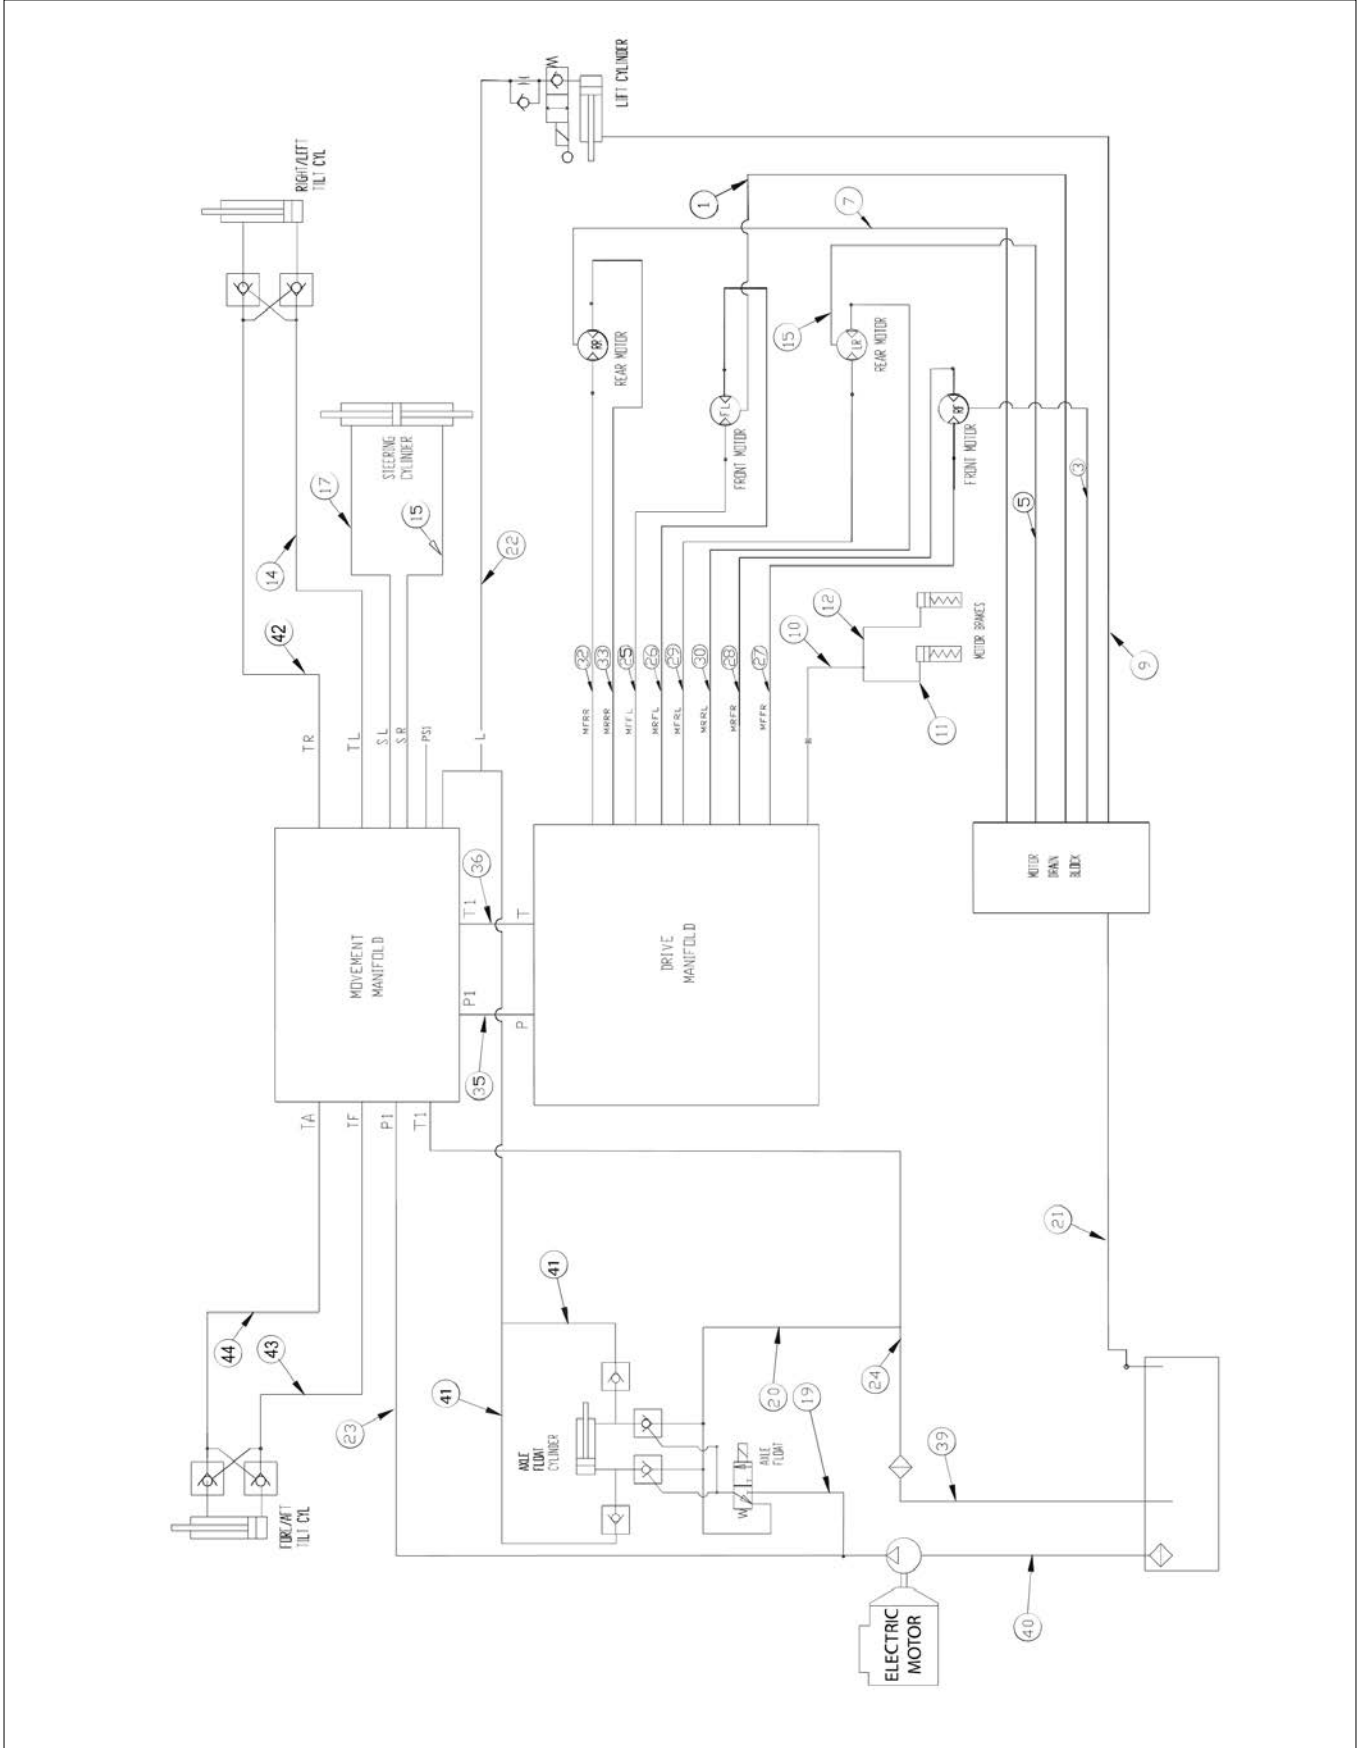 LIFT CYLINDER
RIGHT/LEFT
TILT CYL
1
7
15
REAR MOTOR
RR
FL
LR
REAR MOTOR
RF
FRONT MOTOR
FRONT MOTOR
STEERING
CYLINDER
17
15
14
42
22
5
3
9
32
33
25
26
29
30
28
27
10
12
11
MOTOR BRAKES
TR
TL
SL
SR
PS1
L
MFRR
MRRR
MFFL
MRFL
MFRL
MRRL
MRFR
MFFR
MOVEMENT
MANIFOLD
T1
36
T
P1
35
P
DRIVE
MANIFOLD
MOTOR
DRAIN
BLOCK
TA
TF
P1
T1
44
43
23
41
41
20
19
24
39
21
40
AXLE
FLOAT
CYLINDER
AXLE
FLOAT
FORE/AFT
TILT CYL
ELECTRIC
MOTOR